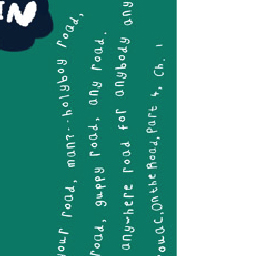 IN
your road, man?--holyboy road,
road, guppy road, any road.
anywhere road for anybody any
ouac, On the Road, Part 4, Ch. 1